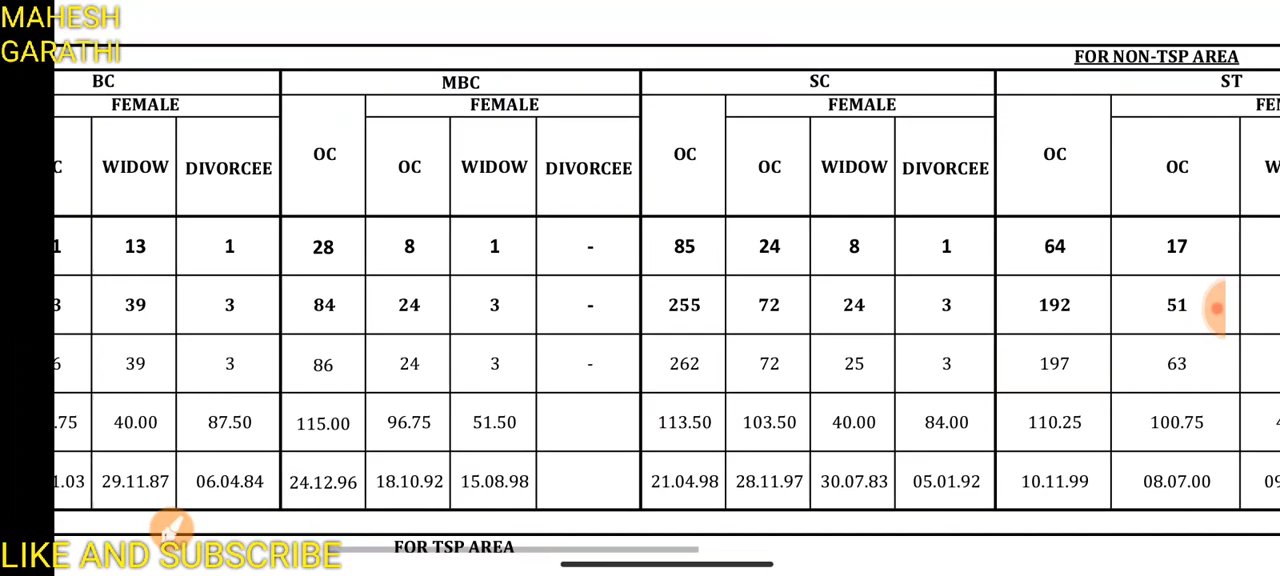 MAHESH
GARATHI
FOR NON-TSP AREA
BC MBC SC ST
FEMALE FEMALE FEMALE
OC WIDOW DIVORCEE OC OC WIDOW DIVORCEE OC OC WIDOW DIVORCEE OC OC
13 1 28 8 1 - 85 24 8 1 64 17
39 3 84 24 3 - 255 72 24 3 192 51
39 3 86 24 3 - 262 72 25 3 197 63
.75 40.00 87.50 115.00 96.75 51.50 113.50 103.50 40.00 84.00 110.25 100.75
1.03 29.11.87 06.04.84 24.12.96 18.10.92 15.08.98 21.04.98 28.11.97 30.07.83 05.01.92 10.11.99 08.07.00
FOR TSP AREA
LIKE AND SUBSCRIBE